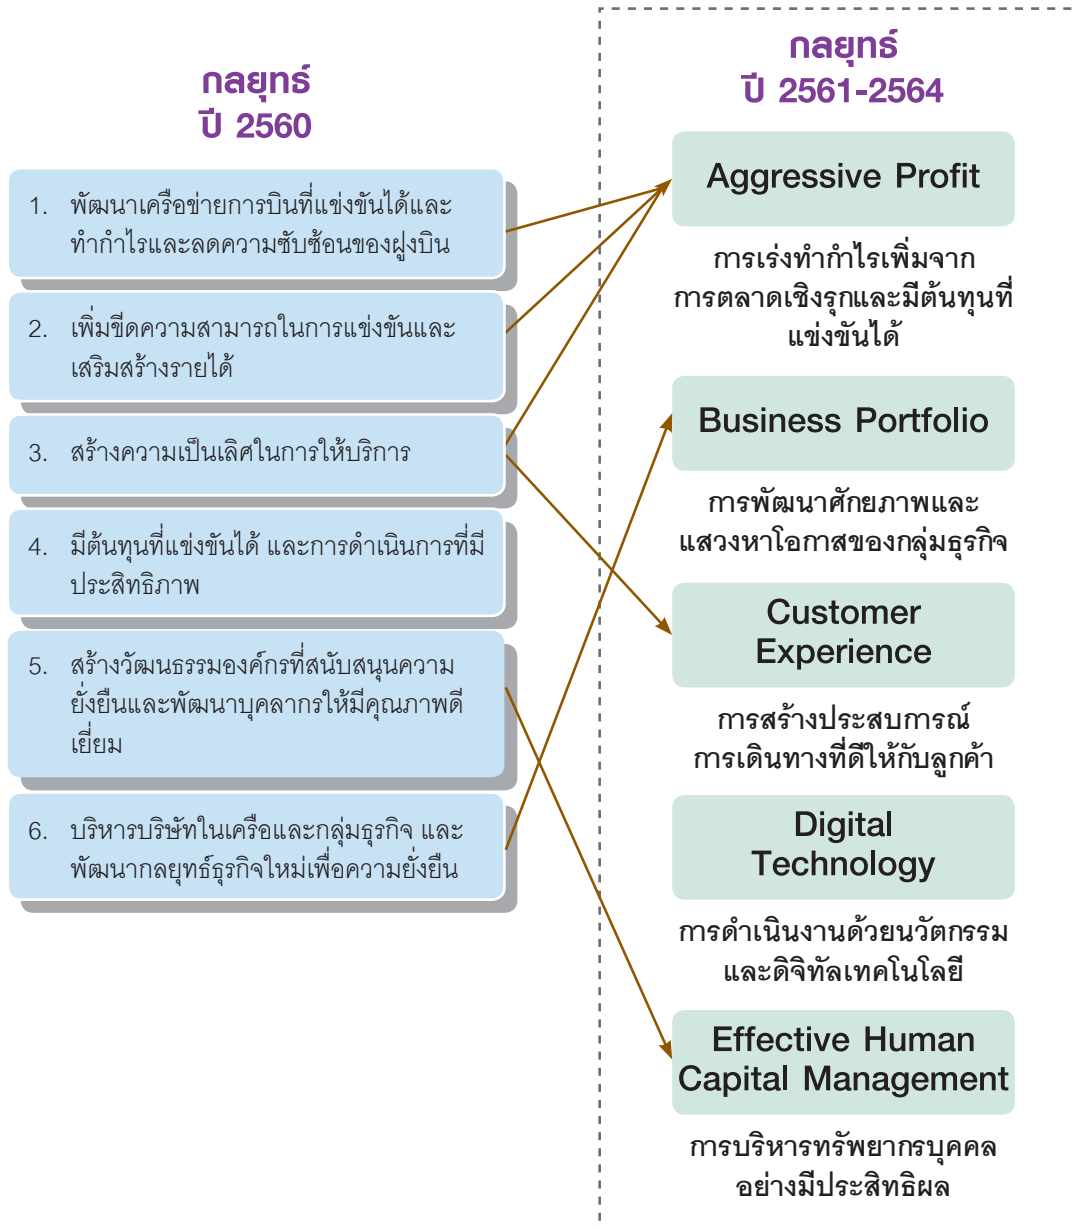 กลยุทธ์
ปี 2560
1. พัฒนาเครือข่ายการบินที่แข่งขันได้และ
ทำกำไรและลดความซับซ้อนของฝูงบิน
2. เพิ่มขีดความสามารถในการแข่งขันและ
เสริมสร้างรายได้
3. สร้างความเป็นเลิศในการให้บริการ
4. มีต้นทุนที่แข่งขันได้ และการดำเนินการที่มี
ประสิทธิภาพ
5. สร้างวัฒนธรรมองค์กรที่สนับสนุนความ
ยั่งยืนและพัฒนาบุคลากรให้มีคุณภาพดี
เยี่ยม
6. บริหารบริษัทในเครือและกลุ่มธุรกิจ และ
พัฒนากลยุทธ์ธุรกิจใหม่เพื่อความยั่งยืน
กลยุทธ์
ปี 2561-2564
Aggressive Profit
การเร่งทำกำไรเพิ่มจาก
การตลาดเชิงรุกและมีต้นทุนที่
แข่งขันได้
Business Portfolio
การพัฒนาศักยภาพและ
แสวงหาโอกาสของกลุ่มธุรกิจ
Customer
Experience
การสร้างประสบการณ์
การเดินทางที่ดีให้กับลูกค้า
Digital
Technology
การดำเนินงานด้วยนวัตกรรม
และดิจิทัลเทคโนโลยี
Effective Human
Capital Management
การบริหารทรัพยากรบุคคล
อย่างมีประสิทธิผล